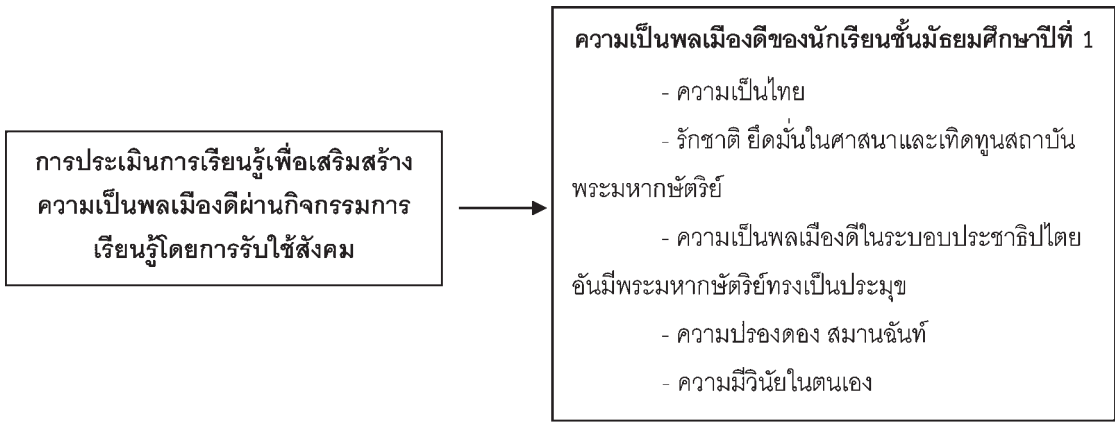 การประเมินการเรียนรู้เพื่อเสริมสร้าง
ความเป็นพลเมืองดีผ่านกิจกรรมการ
เรียนรู้โดยการรับใช้สังคม
ความเป็นพลเมืองดีของนักเรียนชั้นมัธยมศึกษาปีที่ 1
- ความเป็นไทย
- รักชาติ ยึดมั่นในศาสนาและเทิดทูนสถาบัน
พระมหากษัตริย์
- ความเป็นพลเมืองดีในระบอบประชาธิปไตย
อันมีพระมหากษัตริย์ทรงเป็นประมุข
- ความปรองดอง สมานฉันท์
- ความมีวินัยในตนเอง